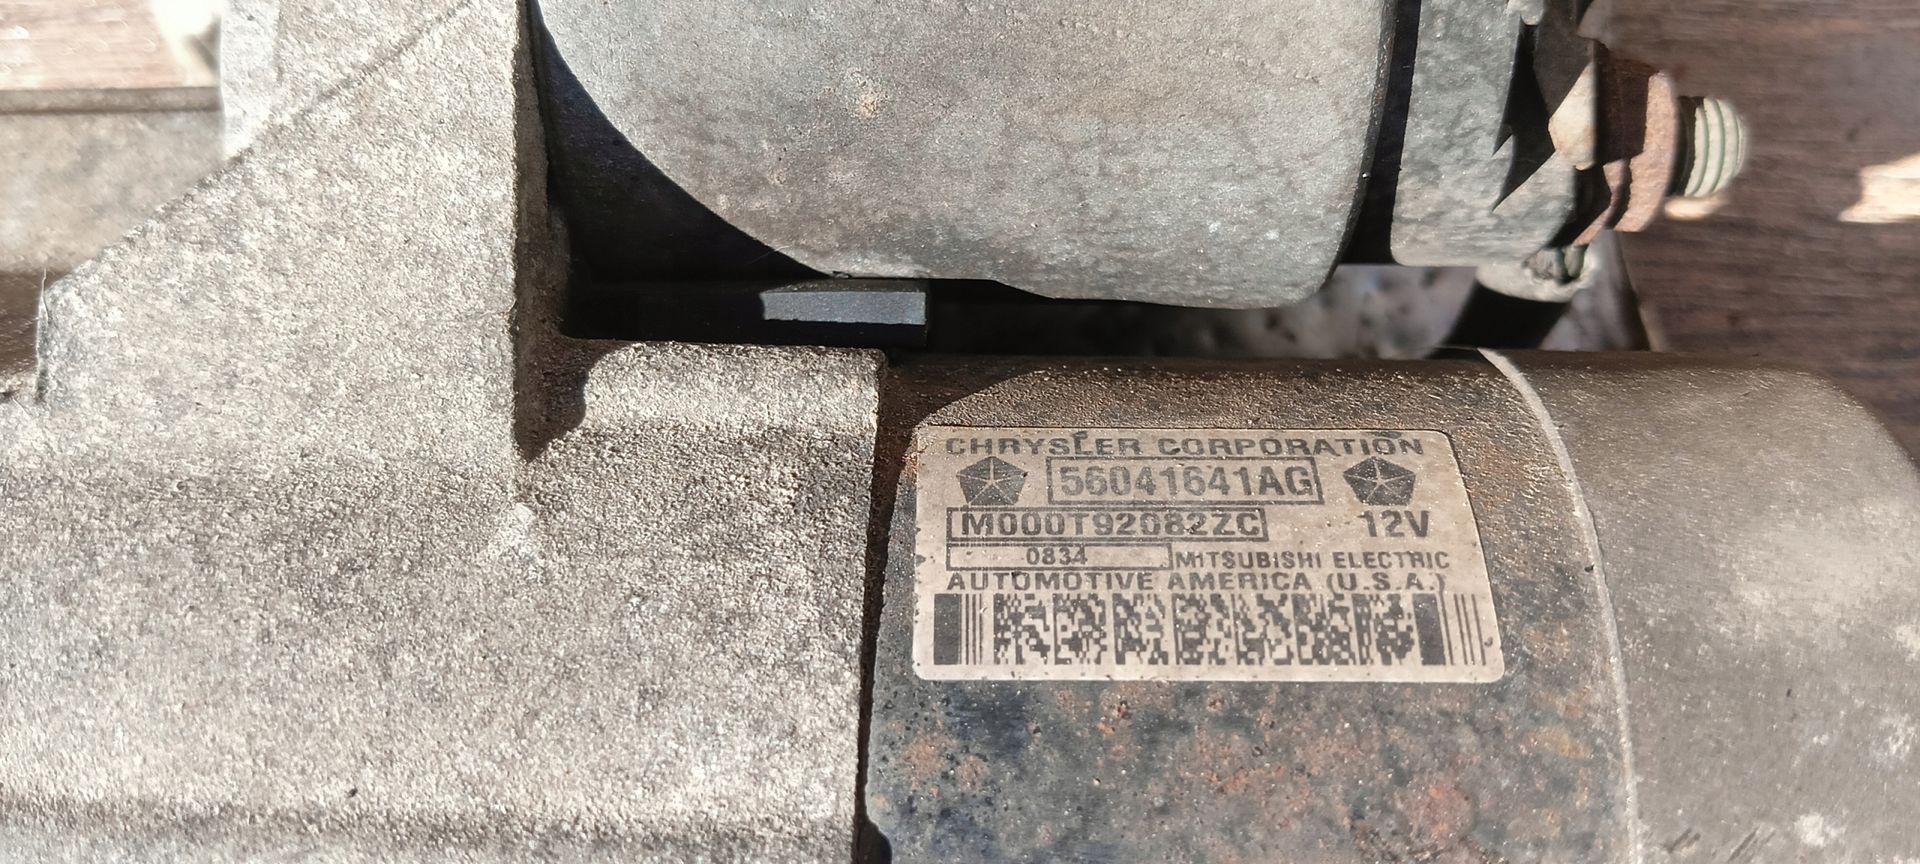 CHRYSLER CORPORATION
56041641AG
M000T92082ZC 12V
0834 MITSUBISHI ELECTRIC
AUTOMOTIVE AMERICA (U.S.A.)